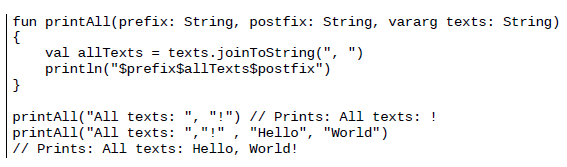 fun printAll(prefix: String, postfix: String, vararg texts: String)
{
    val allTexts = texts.joinToString(", ")
    println("$prefix$allTexts$postfix")
}

printAll("All texts: ", "!") // Prints: All texts: !
printAll("All texts: ","!" , "Hello", "World")
// Prints: All texts: Hello, World!